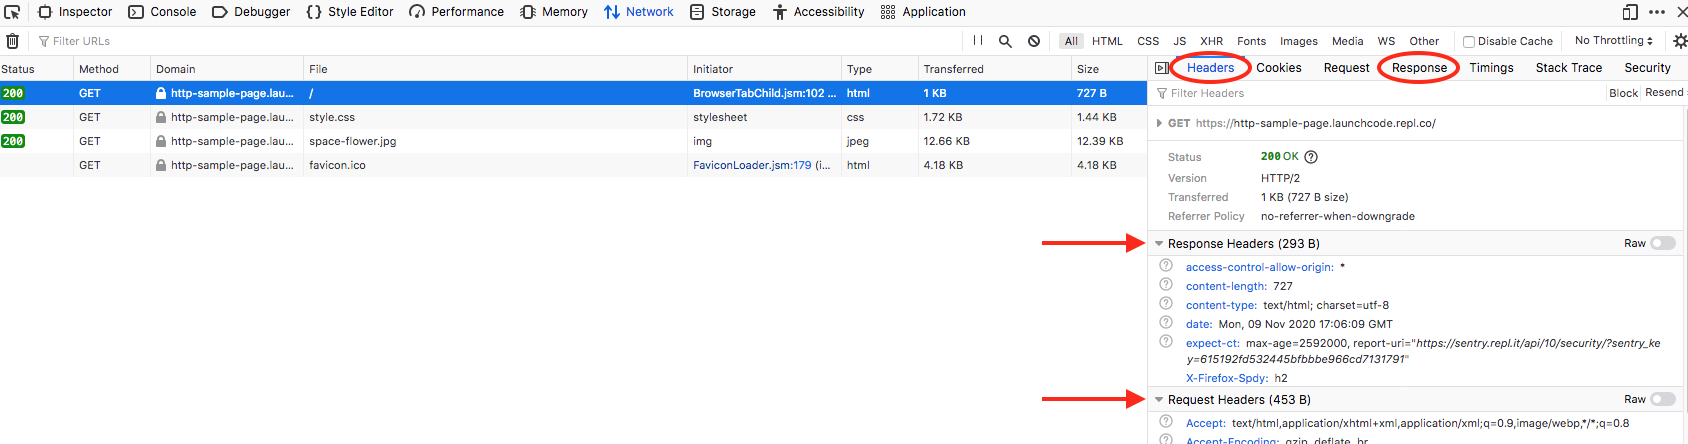 Inspector Console Debugger Style Editor Performance Memory Network Storage Accessibility Application
Filter URLs All HTML CSS JS XHR Fonts Images Media WS Other Disable Cache No Throttling
Status Method Domain File Initiator Type Transferred Size
200 GET http-sample-page.lau... / BrowserTabChild.jsm:102 ... html 1 KB 727 B
200 GET http-sample-page.lau... style.css stylesheet css 1.72 KB 1.44 KB
200 GET http-sample-page.lau... space-flower.jpg img jpeg 12.66 KB 12.39 KB
GET http-sample-page.lau... favicon.ico FaviconLoader.jsm:179 (i... html 4.18 KB 4.18 KB
Headers Cookies Request Response Timings Stack Trace Security
Filter Headers Block Resend
GET https://http-sample-page.launchcode.repl.co/
Status 200 OK
Version HTTP/2
Transferred 1 KB (727 B size)
Referrer Policy no-referrer-when-downgrade
Response Headers (293 B) Raw
access-control-allow-origin: *
content-length: 727
content-type: text/html; charset=utf-8
date: Mon, 09 Nov 2020 17:06:09 GMT
expect-ct: max-age=2592000, report-uri="https://sentry.repl.it/api/10/security/?sentry_ke
y=615192fd532445bfbbbe966cd7131791"
X-Firefox-Spdy: h2
Request Headers (453 B) Raw
Accept: text/html,application/xhtml+xml,application/xml;q=0.9,image/webp,*/*;q=0.8
Accept-Encoding: gzip, deflate, br